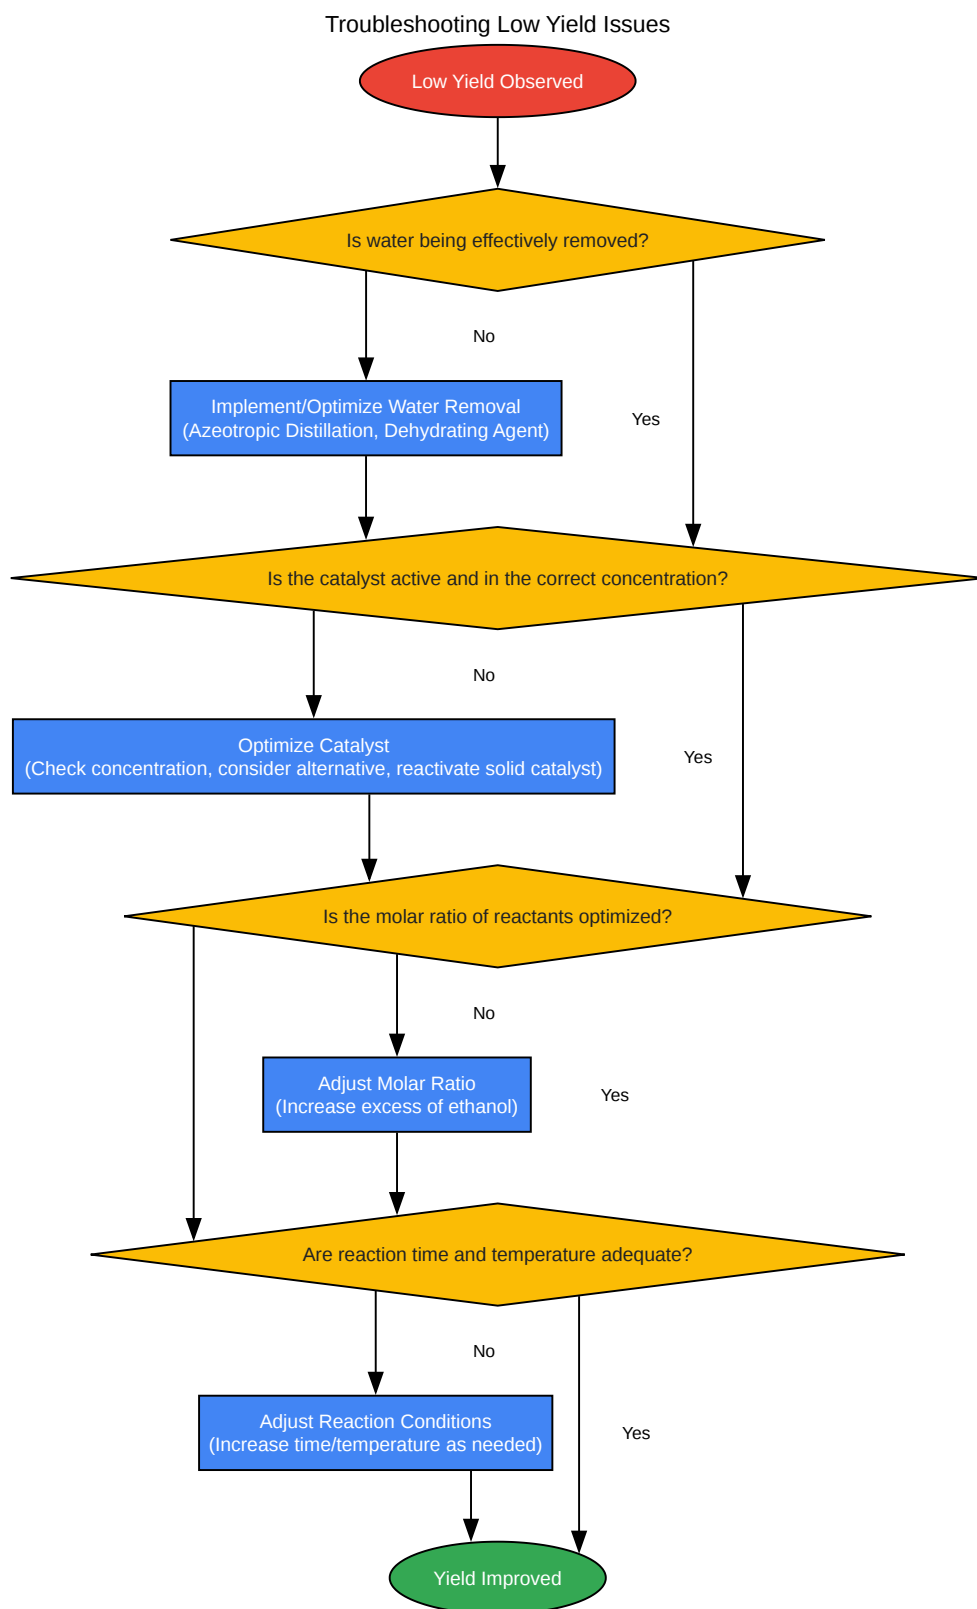 Troubleshooting Low Yield Issues
Low Yield Observed
Is water being effectively removed?
No
Implement/Optimize Water Removal
(Azeotropic Distillation, Dehydrating Agent)
Yes
Is the catalyst active and in the correct concentration?
No
Optimize Catalyst
(Check concentration, consider alternative, reactivate solid catalyst)
Yes
Is the molar ratio of reactants optimized?
No
Adjust Molar Ratio
(Increase excess of ethanol)
Yes
Are reaction time and temperature adequate?
No
Adjust Reaction Conditions
(Increase time/temperature as needed)
Yes
Yield Improved